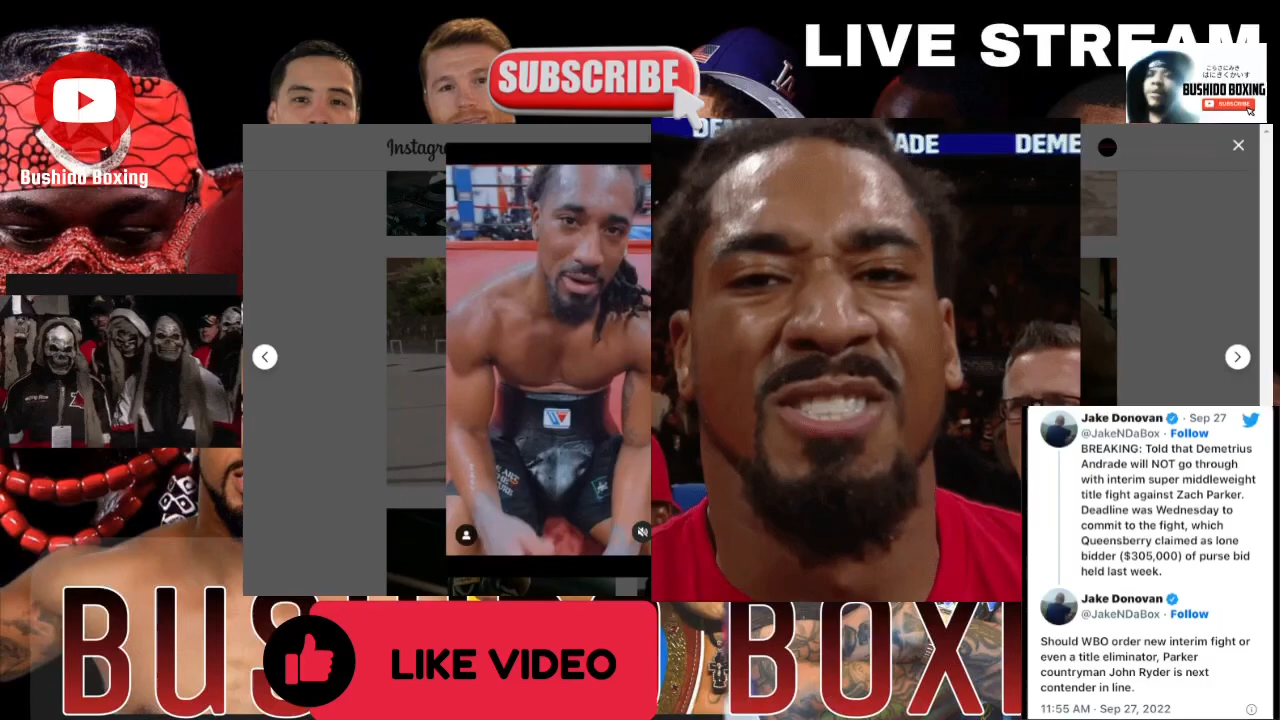 LIVE STREAM
SUBSCRIBE
BUSHIDO BOXING
SUBSCRIBE
Bushido Boxing
Instagr
DE
ADE
DEME
Jake Donovan · Sep 27
@JakeNDaBox · Follow
BREAKING: Told that Demetrius
Andrade will NOT go through
with interim super middleweight
title fight against Zach Parker.
Deadline was Wednesday to
commit to the fight, which
Queensberry claimed as lone
bidder ($305,000) of purse bid
held last week.
Jake Donovan
@JakeNDaBox · Follow
Should WBO order new interim fight or
even a title eliminator, Parker
countryman John Ryder is next
contender in line.
11:55 AM · Sep 27, 2022
LIKE VIDEO
BUS
BOXI